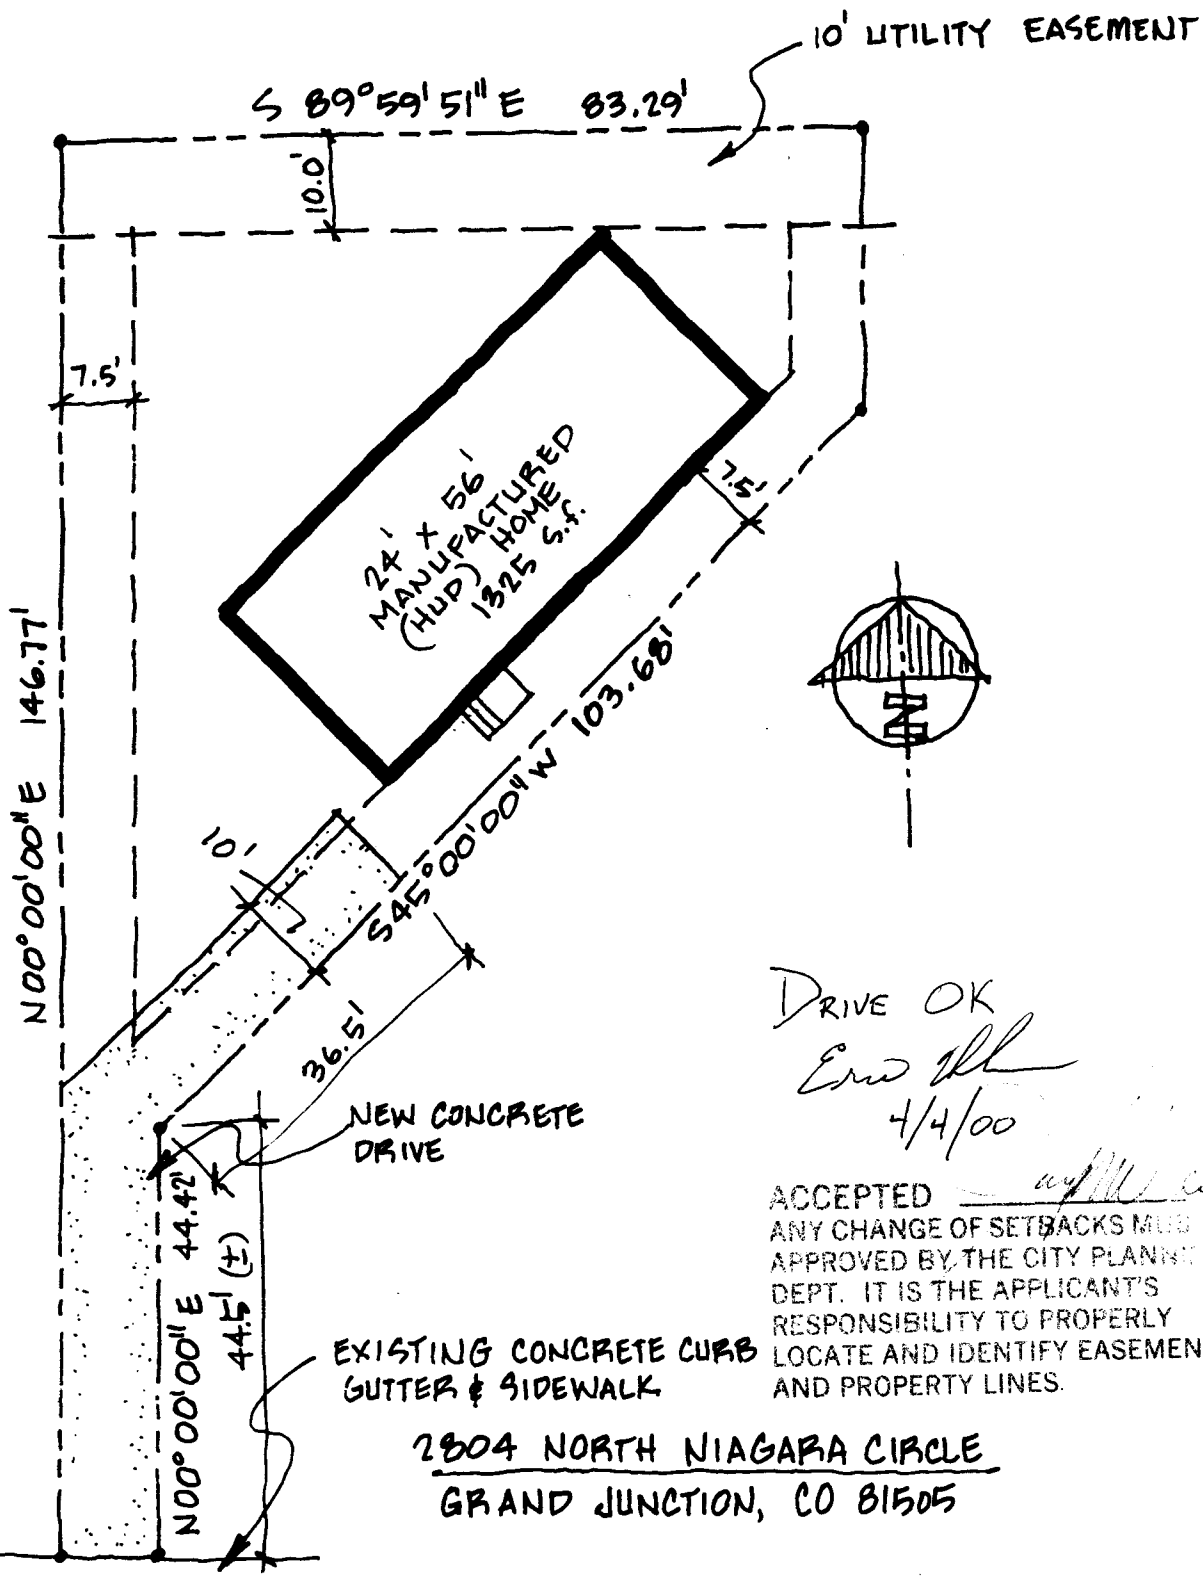 10' UTILITY EASEMENT
S 89°59'51" E 83.29'
10.0'
7.5'
24' X 56'
MANUFACTURED
(HUD) HOME
1325 S.f.
7.5'
N00°00'00"E 146.77'
S45°00'00"W 103.68'
N
10'
36.5'
NEW CONCRETE
DRIVE
N00°00'00"E 44.42'
44.5' (±)
DRIVE OK
4/4/00
ACCEPTED
ANY CHANGE OF SETBACKS
APPROVED BY THE CITY
DEPT. IT IS THE APPLICANT'S
RESPONSIBILITY TO PROPERLY
LOCATE AND IDENTIFY EASEMEN
AND PROPERTY LINES.
EXISTING CONCRETE CURB
GUTTER & SIDEWALK
2804 NORTH NIAGARA CIRCLE
GRAND JUNCTION, CO 81505